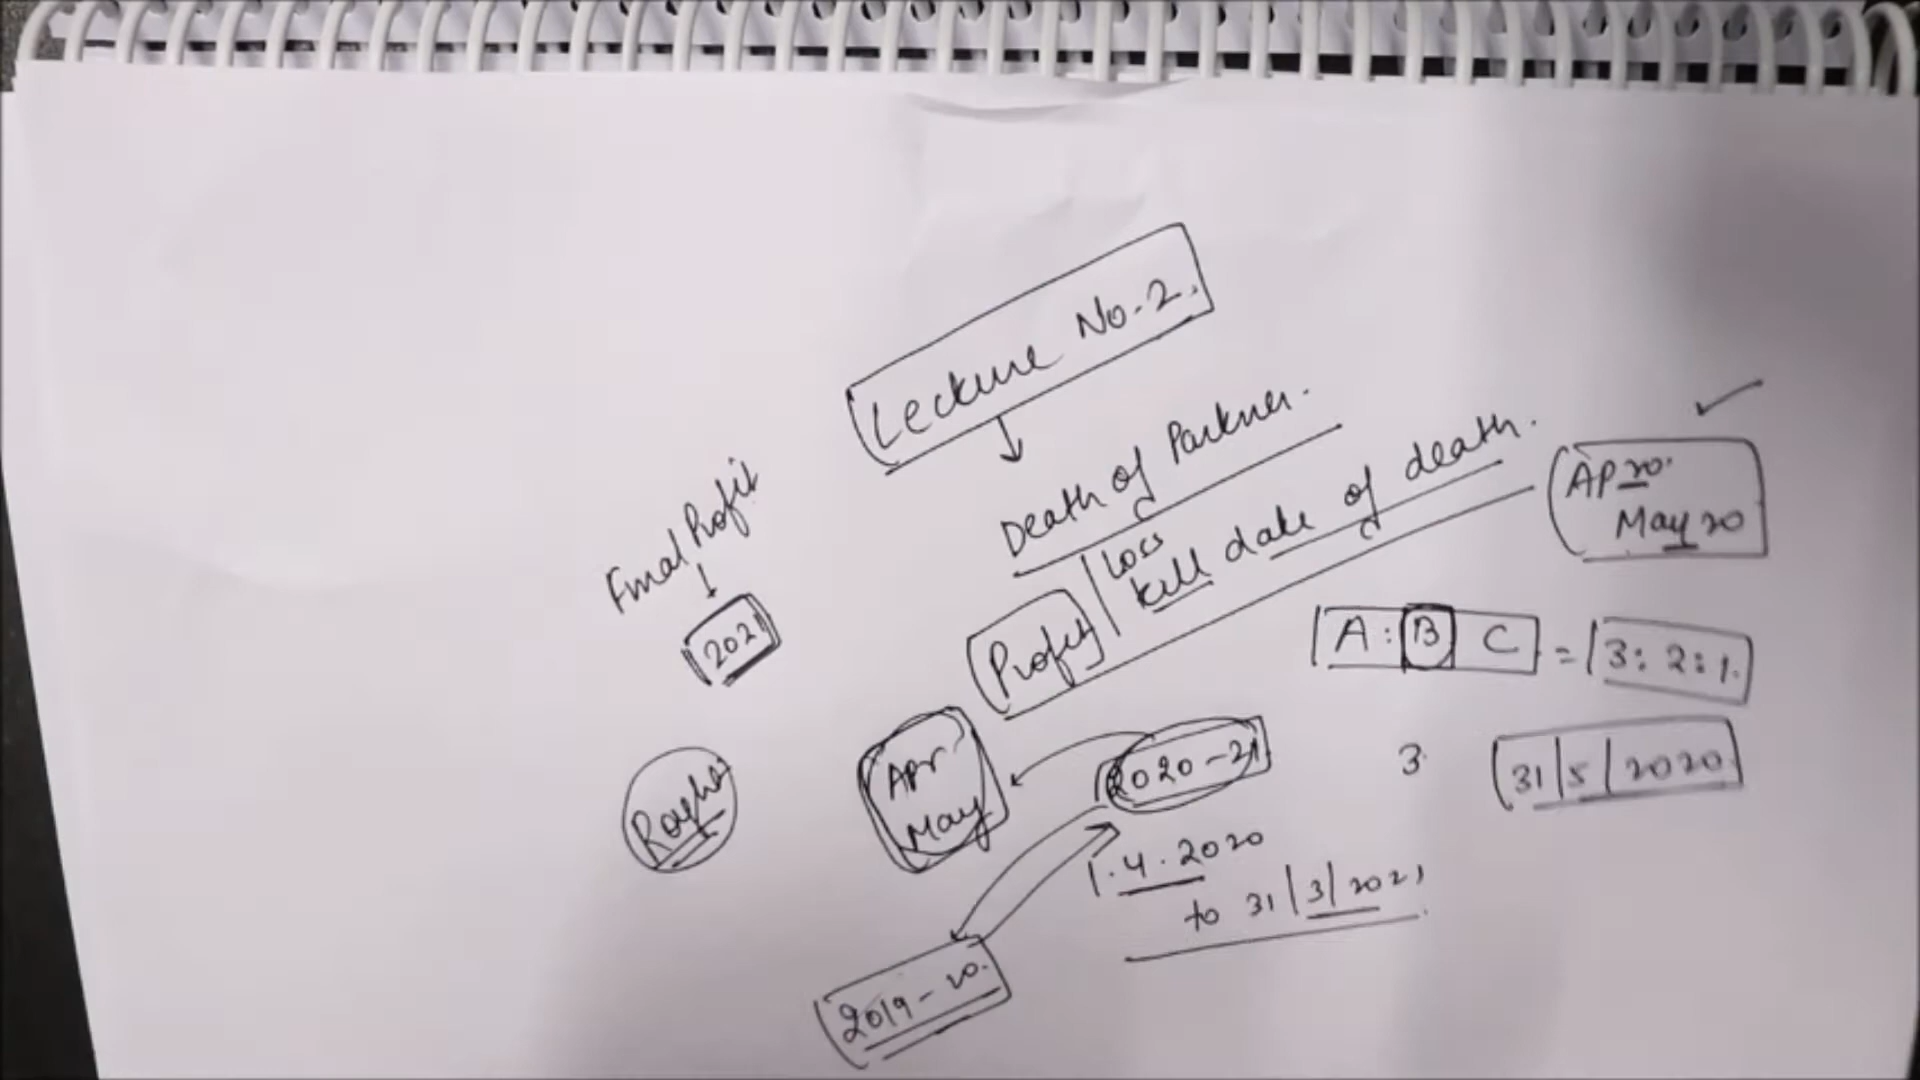 Lecture No-2.
Death of Partner.
Profit / Loss
till date of death.
Ap 20.
May 20
Final Profit
2021
A : B C = 3 : 2 : 1.
Apr
May
2020-21
3
31/5/2020
1.4.2020
to 31/3/2021
2019-20.